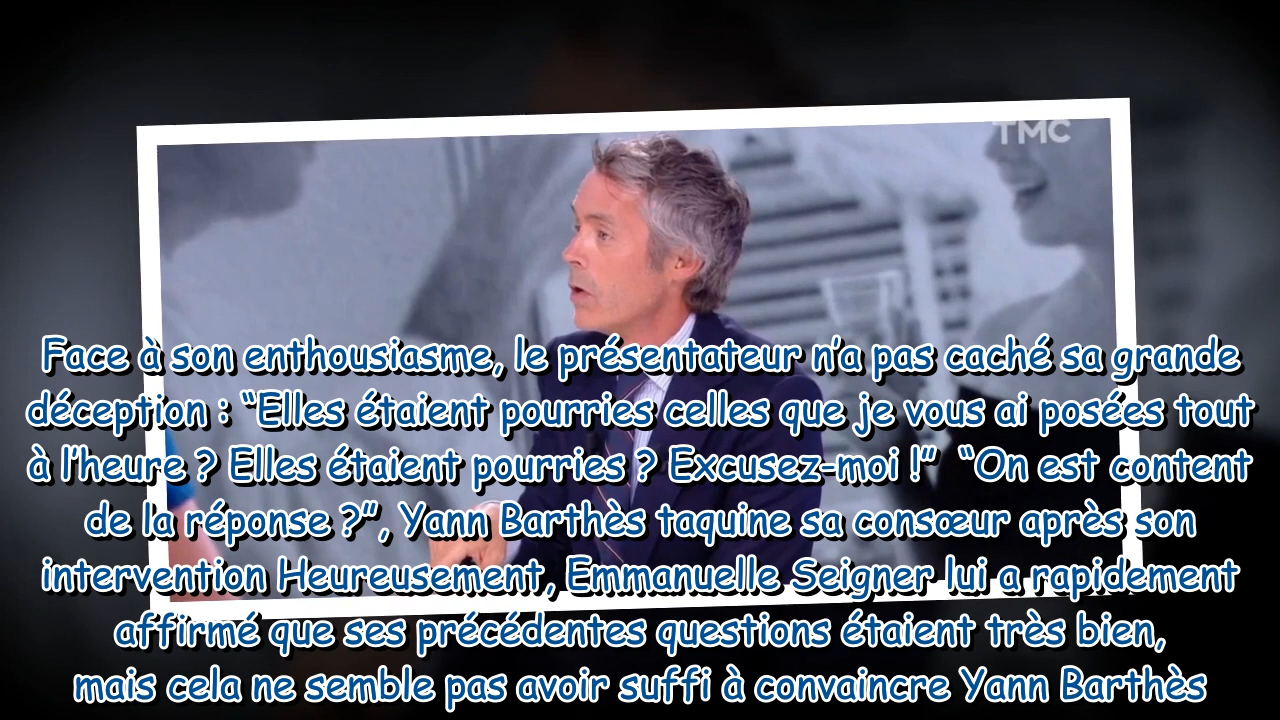 TMC
Face à son enthousiasme, le présentateur n’a pas caché sa grande
déception : “Elles étaient pourries celles que je vous ai posées tout
à l’heure ? Elles étaient pourries ? Excusez-moi !” “On est content
de la réponse ?”, Yann Barthès taquine sa consœur après son
intervention Heureusement, Emmanuelle Seigner lui a rapidement
affirmé que ses précédentes questions étaient très bien,
mais cela ne semble pas avoir suffi à convaincre Yann Barthès